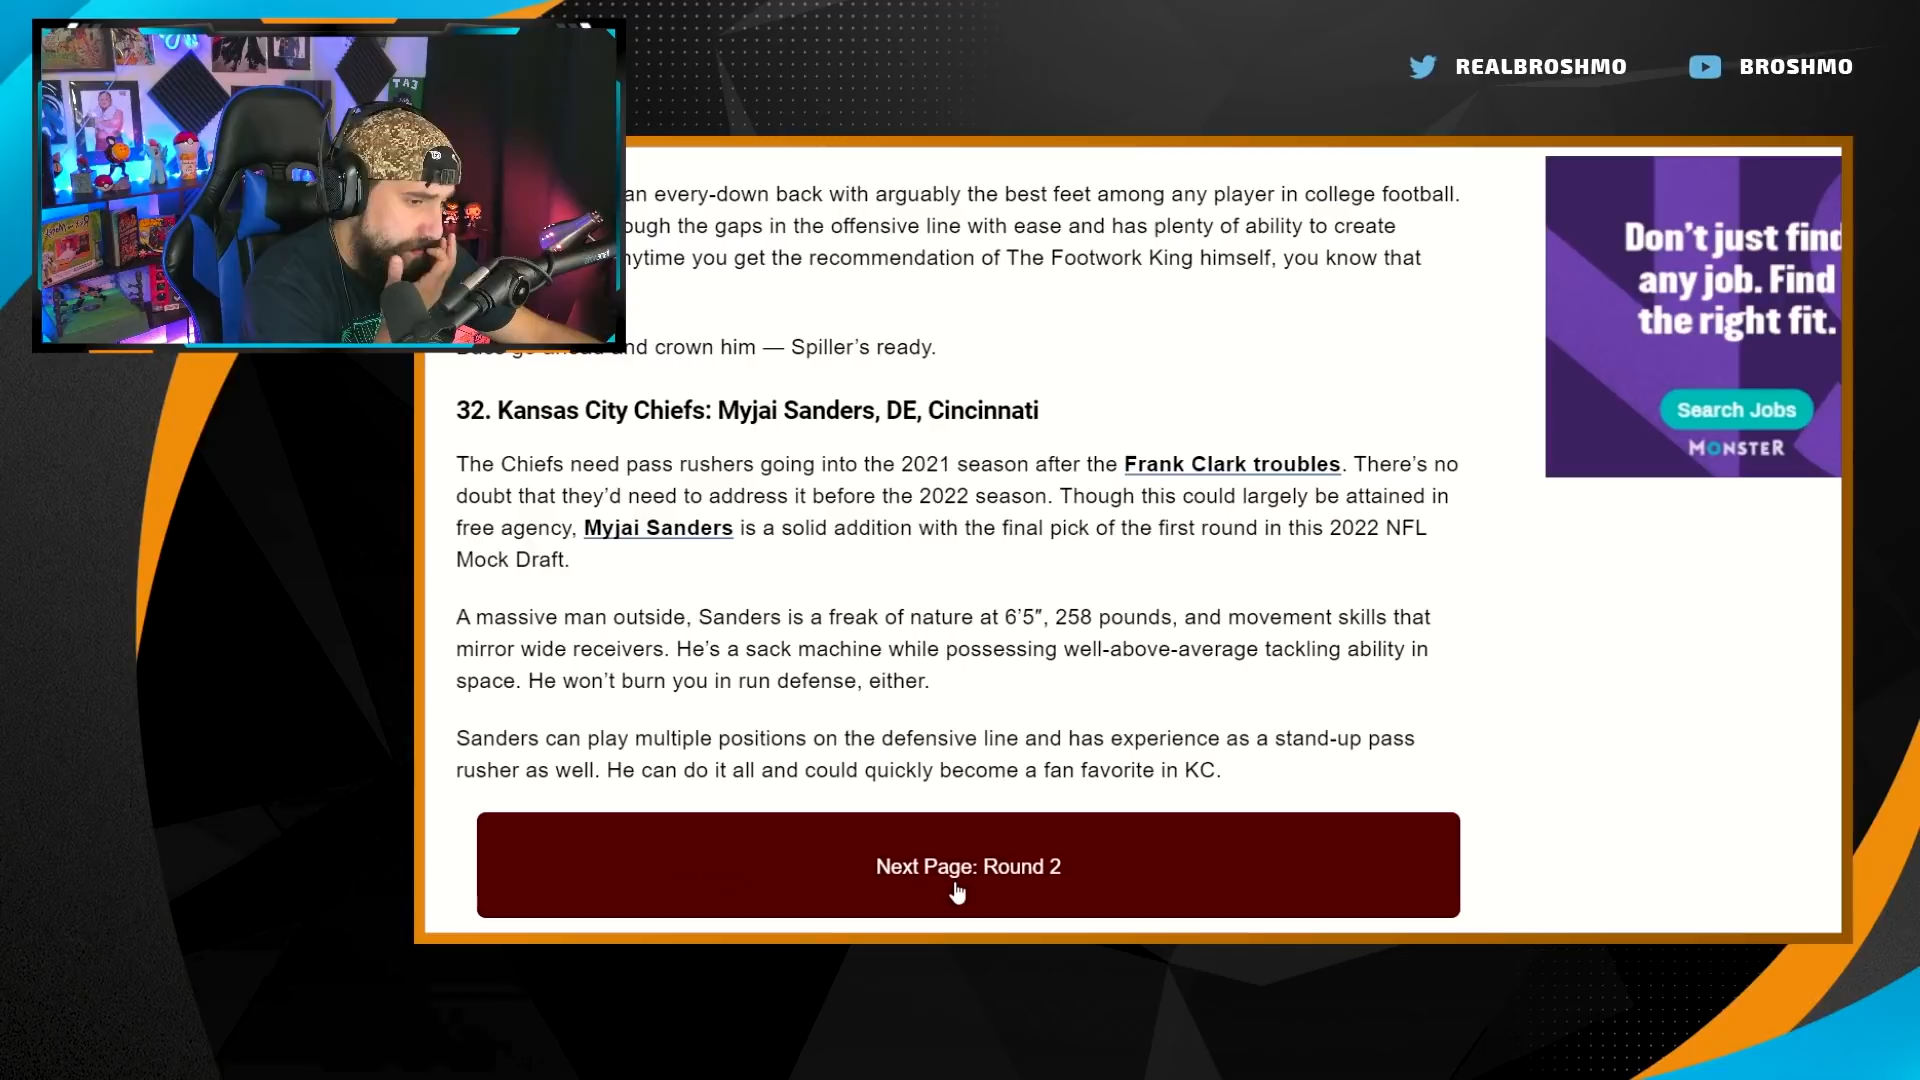 REALBROSHMO
BROSHMO
an every-down back with arguably the best feet among any player in college football.
ough the gaps in the offensive line with ease and has plenty of ability to create
nytime you get the recommendation of The Footwork King himself, you know that
and crown him — Spiller’s ready.
32. Kansas City Chiefs: Myjai Sanders, DE, Cincinnati
The Chiefs need pass rushers going into the 2021 season after the Frank Clark troubles. There’s no
doubt that they’d need to address it before the 2022 season. Though this could largely be attained in
free agency, Myjai Sanders is a solid addition with the final pick of the first round in this 2022 NFL
Mock Draft.
A massive man outside, Sanders is a freak of nature at 6’5″, 258 pounds, and movement skills that
mirror wide receivers. He’s a sack machine while possessing well-above-average tackling ability in
space. He won’t burn you in run defense, either.
Sanders can play multiple positions on the defensive line and has experience as a stand-up pass
rusher as well. He can do it all and could quickly become a fan favorite in KC.
Next Page: Round 2
Don’t just find
any job. Find
the right fit.
Search Jobs
MONSTER